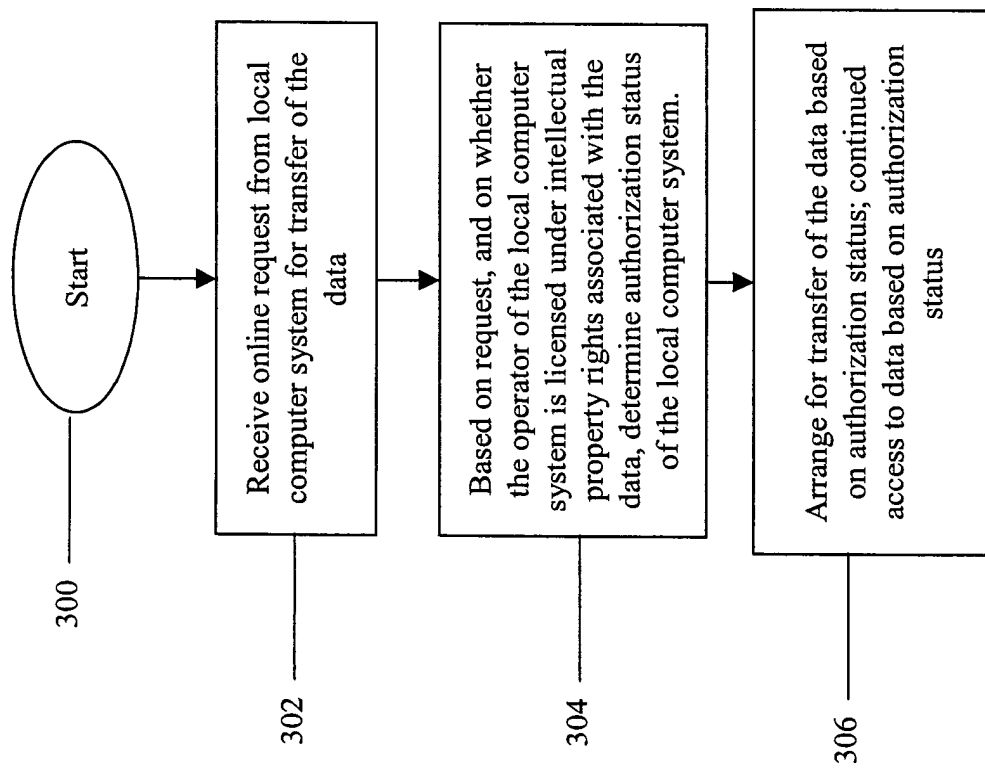 Start
300
Receive online request from local
computer system for transfer of the
data
302
Based on request, and on whether
the operator of the local computer
system is licensed under intellectual
property rights associated with the
data, determine authorization status
of the local computer system.
304
Arrange for transfer of the data based
on authorization status; continued
access to data based on authorization
status
306